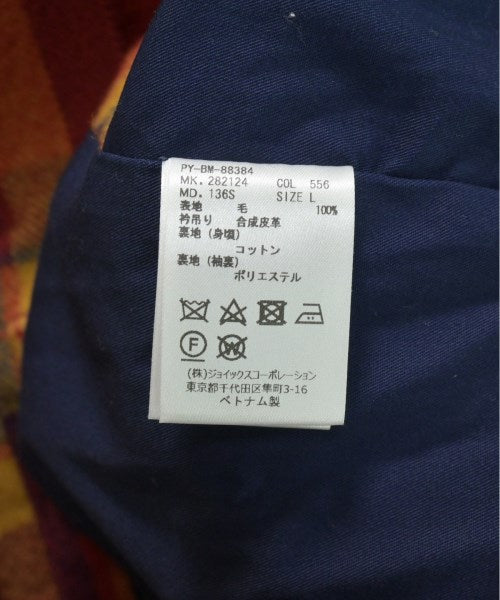 PY-BM-88384
MK. 282124 COL 556
MD. 136S SIZE L
表地 毛 100%
衿吊り 合成皮革
裏地(身頃)
コットン
裏地(袖裏)
ポリエステル
F W
(株)ジョイックスコーポレーション
東京都千代田区隼町3-16
ベトナム製